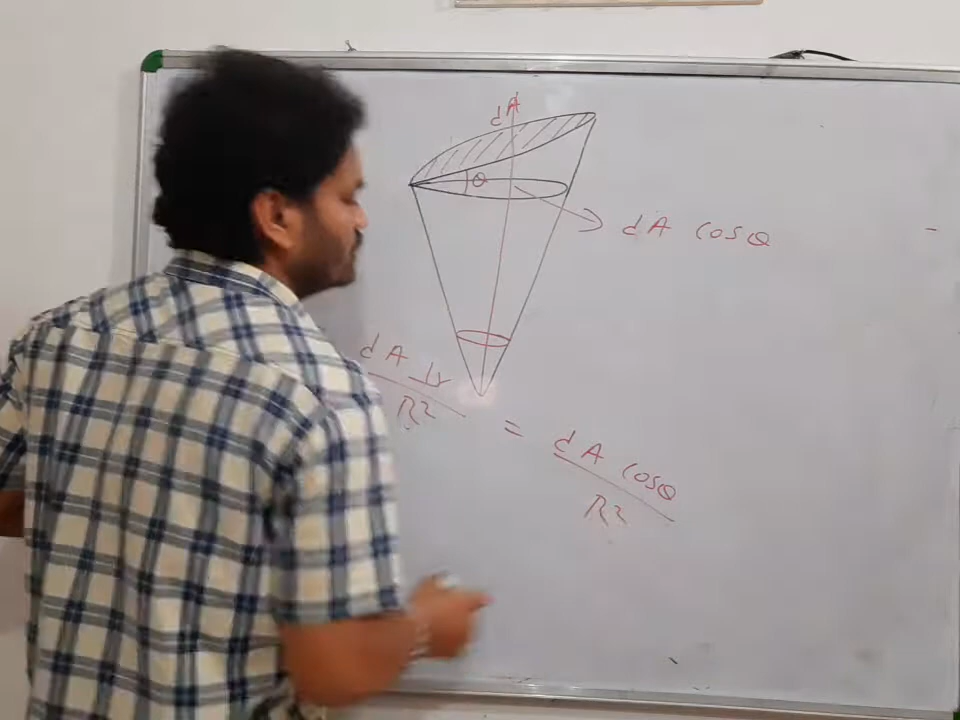 dA
θ
dA cosθ
dA ⊥r
R²
= dA cosθ
R²